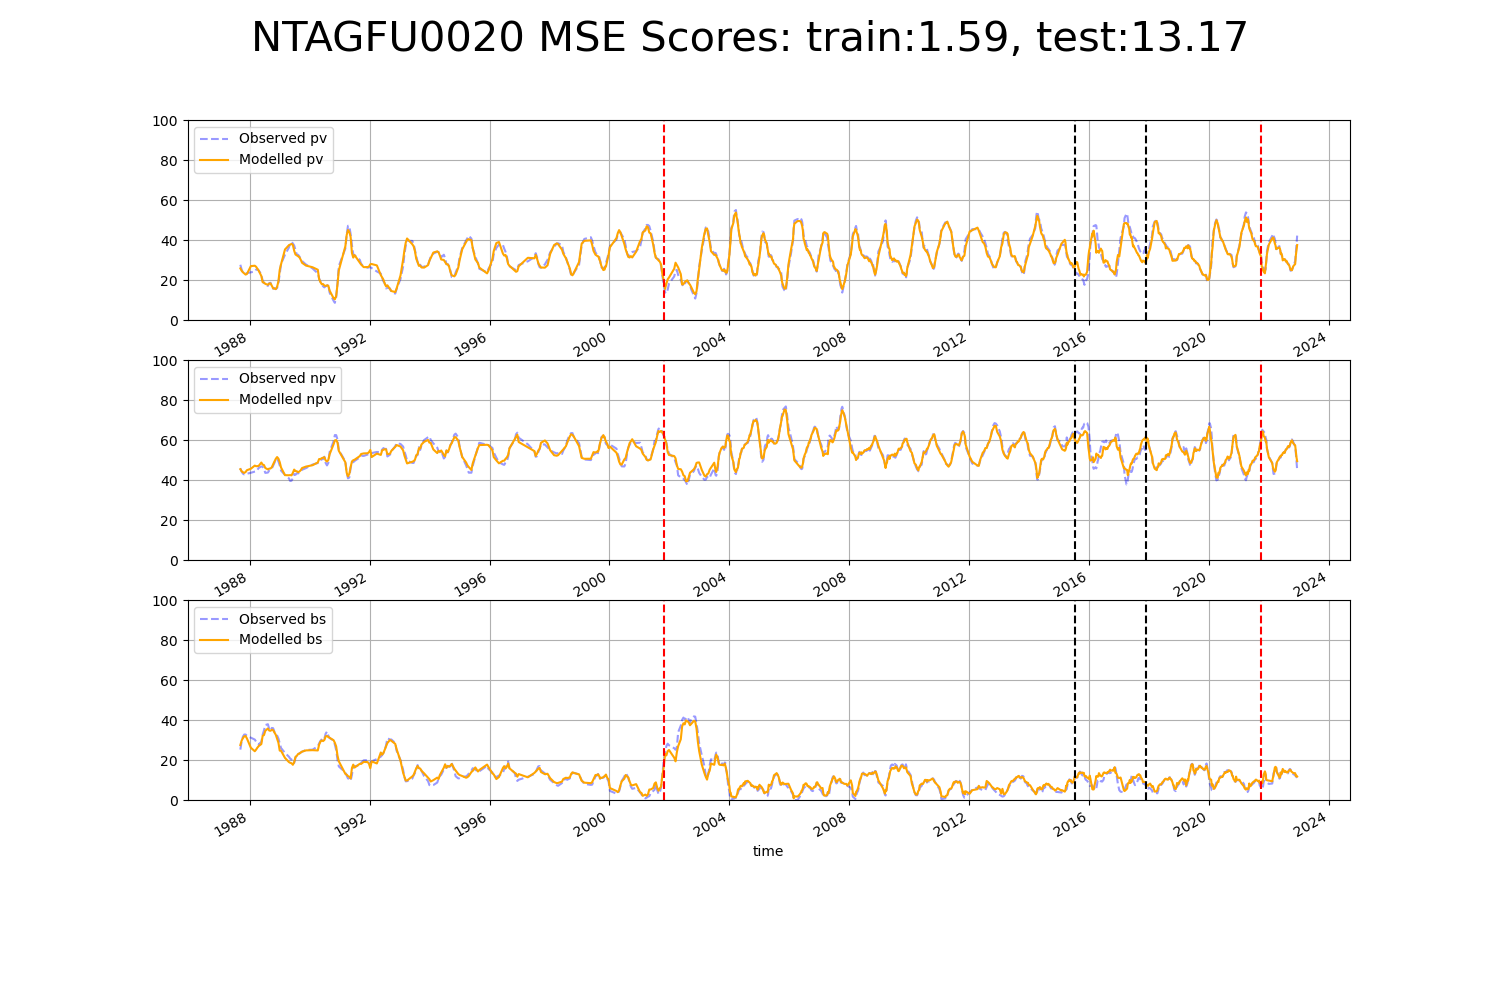 NTAGFU0020 MSE Scores: train:1.59, test:13.17
100
80
60
40
20
0
Observed pv
Modelled pv
1988 1992 1996 2000 2004 2008 2012 2016 2020 2024
100
80
60
40
20
0
Observed npv
Modelled npv
1988 1992 1996 2000 2004 2008 2012 2016 2020 2024
100
80
60
40
20
0
Observed bs
Modelled bs
1988 1992 1996 2000 2004 2008 2012 2016 2020 2024
time